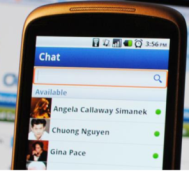 3:56 PM
Chat
Available
Angela Callaway Simanek
Chuong Nguyen
Gina Pace